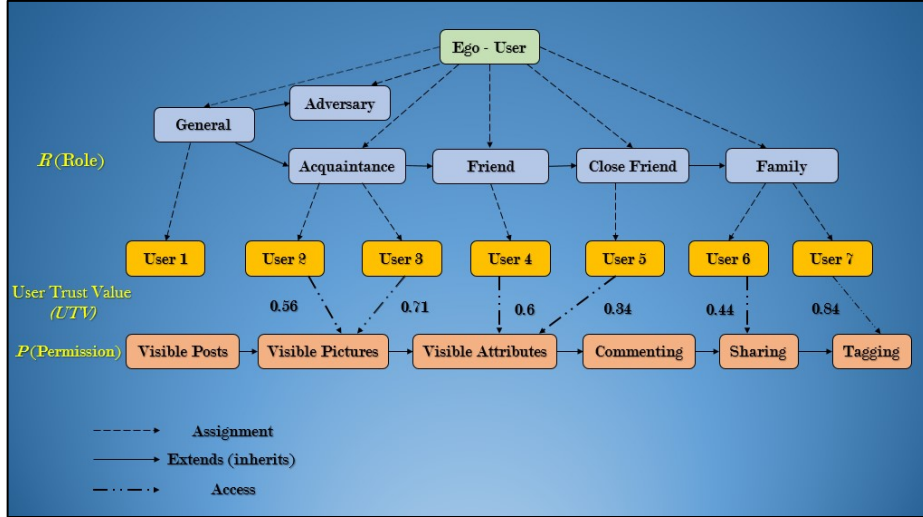 Ego - User
Adversary
General
R(Role)
Acquaintance
Friend
Close Friend
Family
User 1
User 2
User 3
User 4
User 5
User 6
User 7
User Trust Value
(UTV)
0.56
0.71
0.6
0.34
0.44
0.84
P(Permission)
Visible Posts
Visible Pictures
Visible Attributes
Commenting
Sharing
Tagging
Assignment
Extends (inherits)
Access